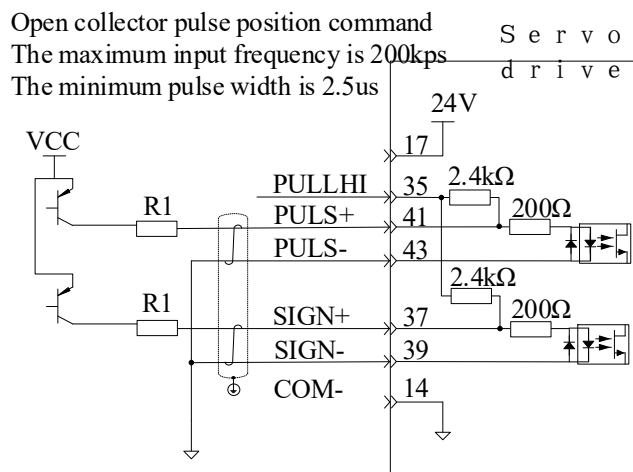 Open collector pulse position command
The maximum input frequency is 200kps
The minimum pulse width is 2.5us
Servo
drive
24V
VCC
17
PULLHI
35
2.4kΩ
R1
PULS+
41
200Ω
PULS-
43
2.4kΩ
R1
SIGN+
37
200Ω
SIGN-
39
COM-
14